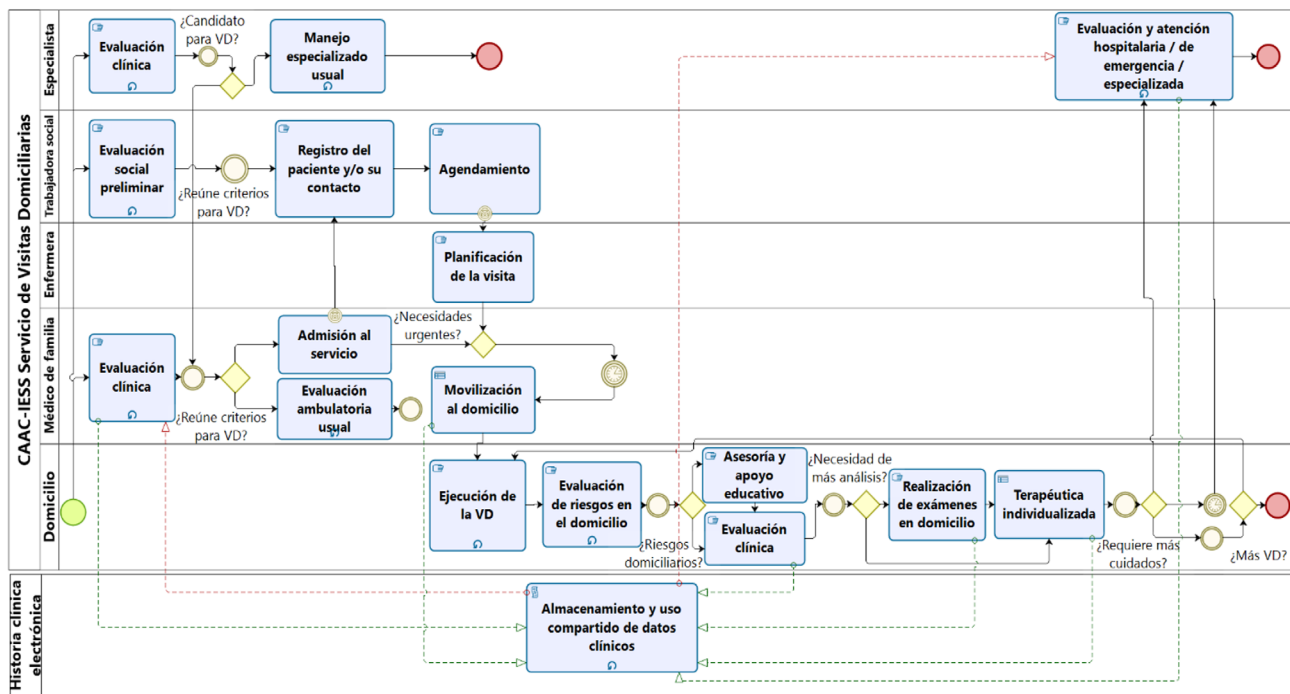 CAAC-IESS Servicio de Visitas Domiciliarias
Especialista
Evaluación
clínica
¿Candidato
para VD?
Manejo
especializado
usual
Evaluación y atención
hospitalaria / de
emergencia /
especializada
Trabajadora social
Evaluación
social
preliminar
¿Reúne criterios
para VD?
Registro del
paciente y/o su
contacto
Agendamiento
Enfermera
Planificación
de la visita
Médico de familia
Evaluación
clínica
¿Reúne criterios
para VD?
Admisión al
servicio
Evaluación
ambulatoria
usual
¿Necesidades
urgentes?
Movilización
al domicilio
Domicilio
Ejecución de
la VD
Evaluación
de riesgos en
el domicilio
¿Riesgos
domiciliarios?
Asesoría y
apoyo
educativo
Evaluación
clínica
¿Necesidad de
más análisis?
Realización
de exámenes
en domicilio
Terapéutica
individualizada
¿Requiere más
cuidados?
¿Más VD?
Historia clínica
electrónica
Almacenamiento y uso
compartido de datos
clínicos